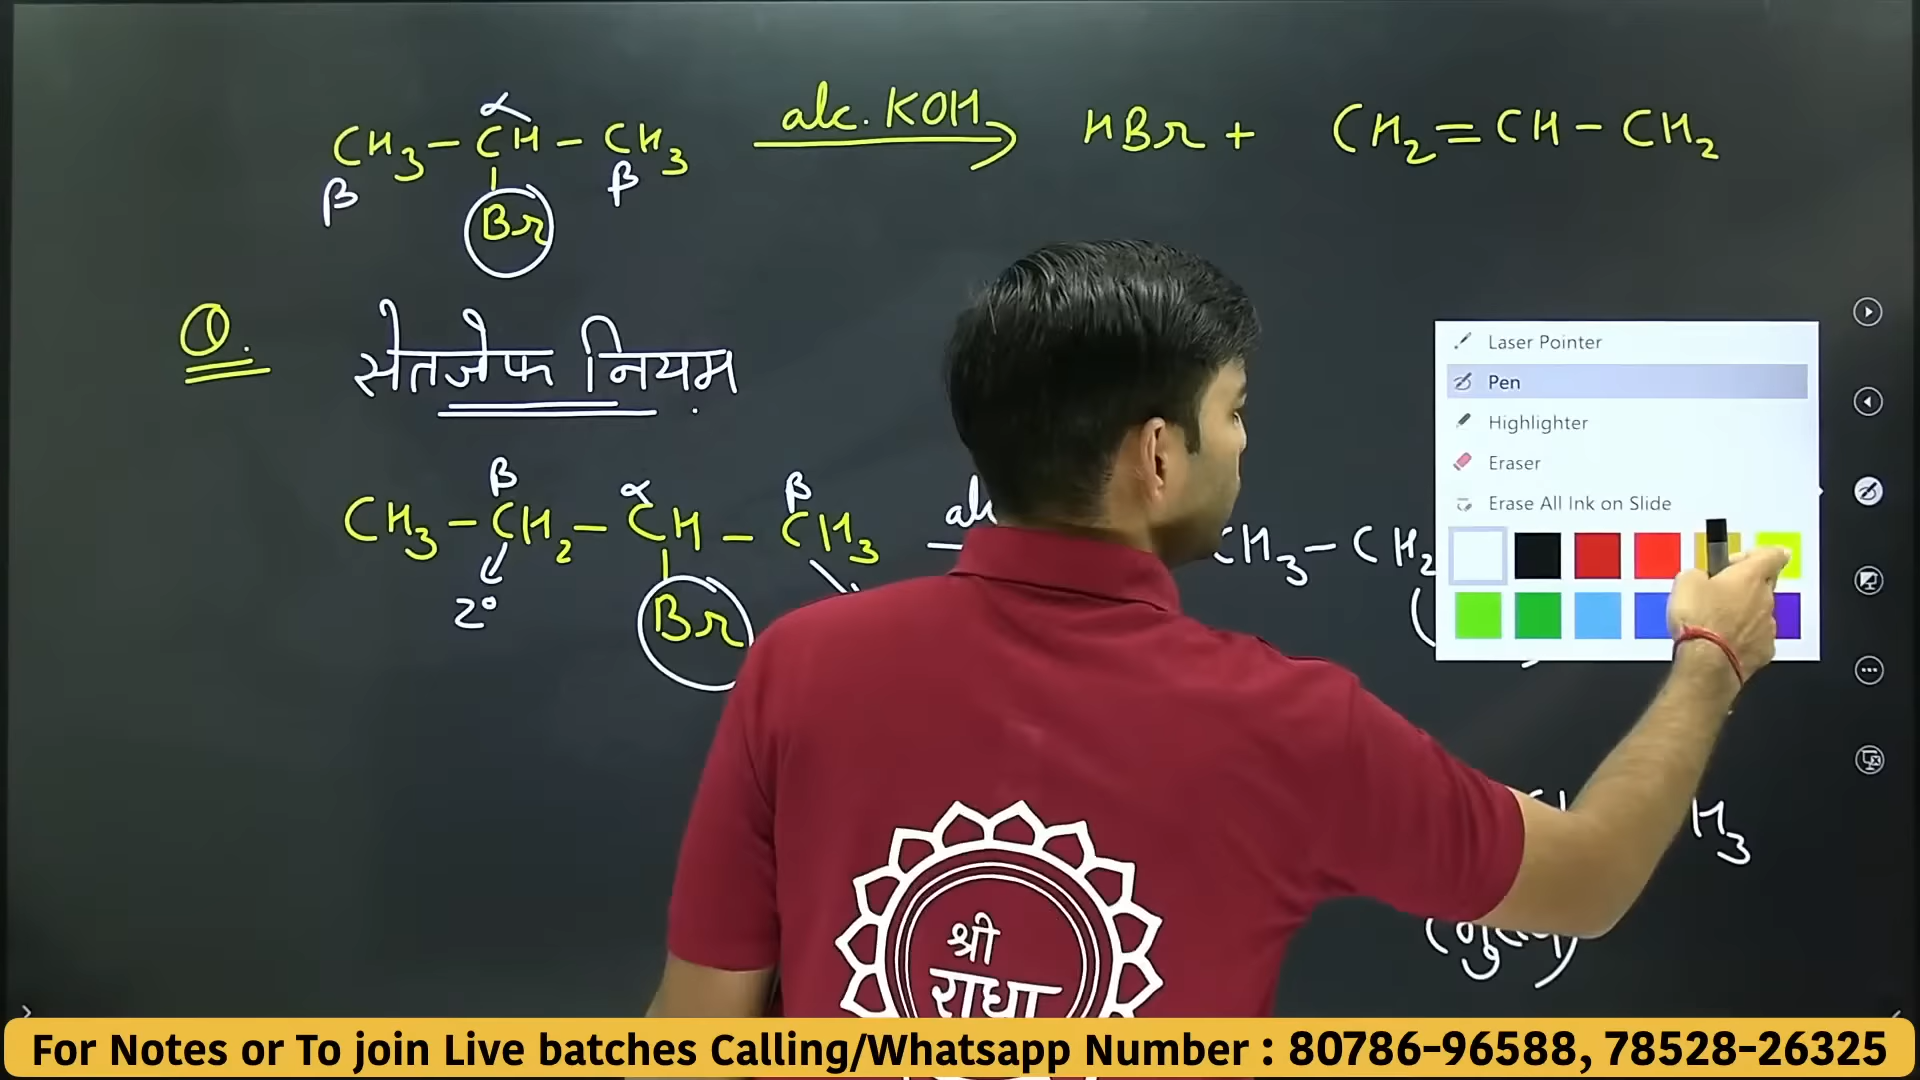 α
CH₃ – CH – CH₃ alc. KOH → HBr + CH₂ = CH – CH₂
β β
Br
Q. सेतजेफ नियम
β α β
CH₃ – CH₂ – CH – CH₃ CH₃ – CH₂
2°
Br
H₃
Laser Pointer
Pen
Highlighter
Eraser
Erase All Ink on Slide
श्री
राधा
For Notes or To join Live batches Calling/Whatsapp Number : 80786-96588, 78528-26325